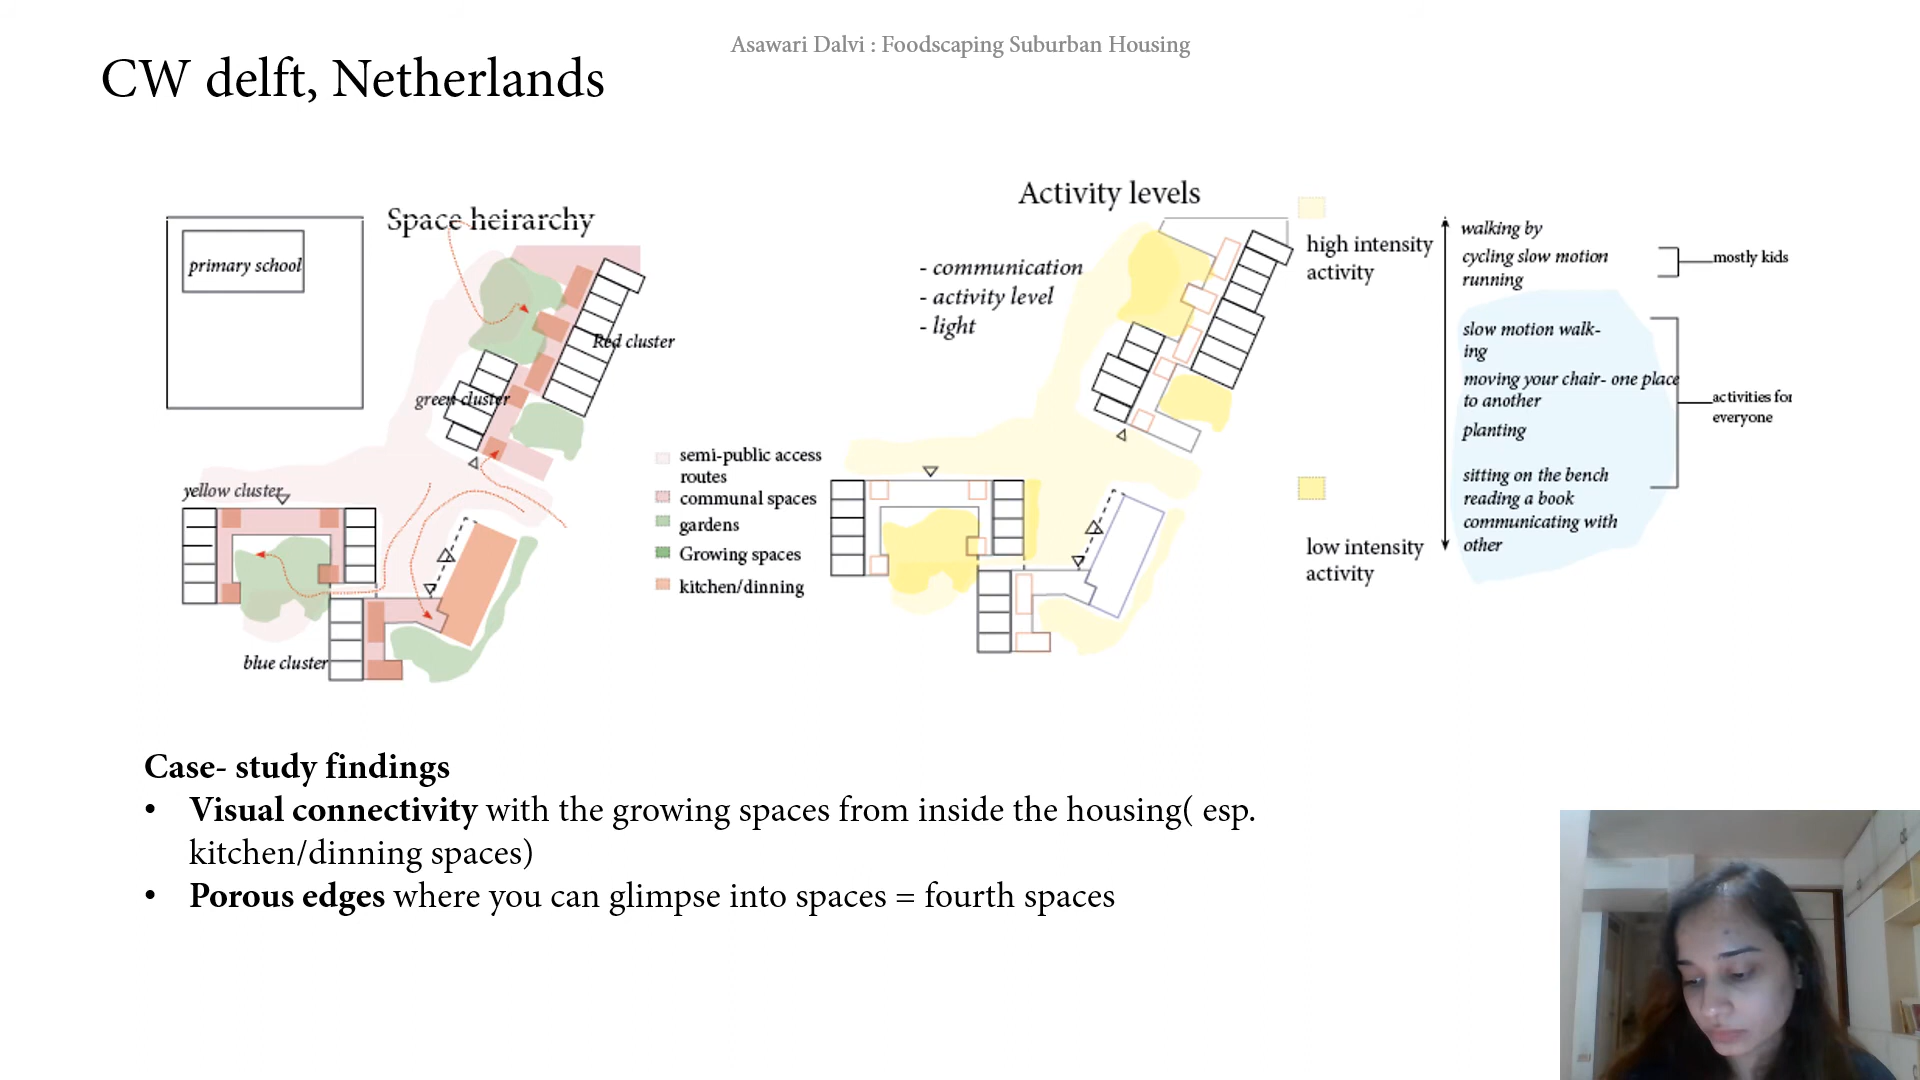 Asawari Dalvi : Foodscaping Suburban Housing
CW delft, Netherlands
Space heirarchy
primary school
Red cluster
green cluster
yellow cluster
blue cluster
semi-public access
routes
communal spaces
gardens
Growing spaces
kitchen/dinning
Activity levels
- communication
- activity level
- light
high intensity
activity
low intensity
activity
walking by
cycling slow motion
running
mostly kids
slow motion walk-
ing
moving your chair- one place
to another
planting
sitting on the bench
reading a book
communicating with
other
activities for
everyone
Case- study findings
• Visual connectivity with the growing spaces from inside the housing( esp.
kitchen/dinning spaces)
• Porous edges where you can glimpse into spaces = fourth spaces